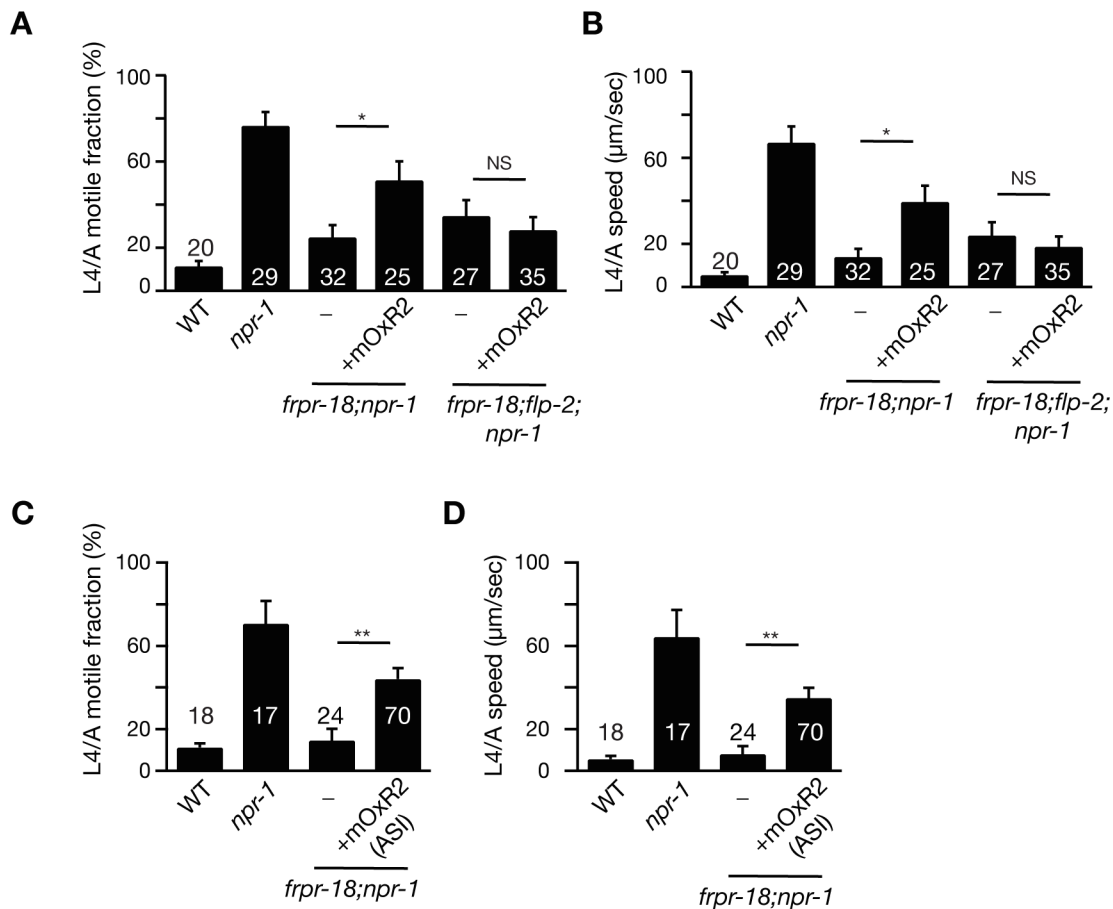 A
L4/A motile fraction (%)
100
60
20
0
*
NS
20
29
32
25
27
35
WT
npr-1
–
+mOxR2
–
+mOxR2
frpr-18;npr-1
frpr-18;flp-2;
npr-1
B
L4/A speed (µm/sec)
100
60
20
0
*
NS
20
29
32
25
27
35
WT
npr-1
–
+mOxR2
–
+mOxR2
frpr-18;npr-1
frpr-18;flp-2;
npr-1
C
L4/A motile fraction (%)
100
60
20
0
**
18
17
24
70
WT
npr-1
–
+mOxR2
(ASI)
frpr-18;npr-1
D
L4/A speed (µm/sec)
100
60
20
0
**
18
17
24
70
WT
npr-1
–
+mOxR2
(ASI)
frpr-18;npr-1